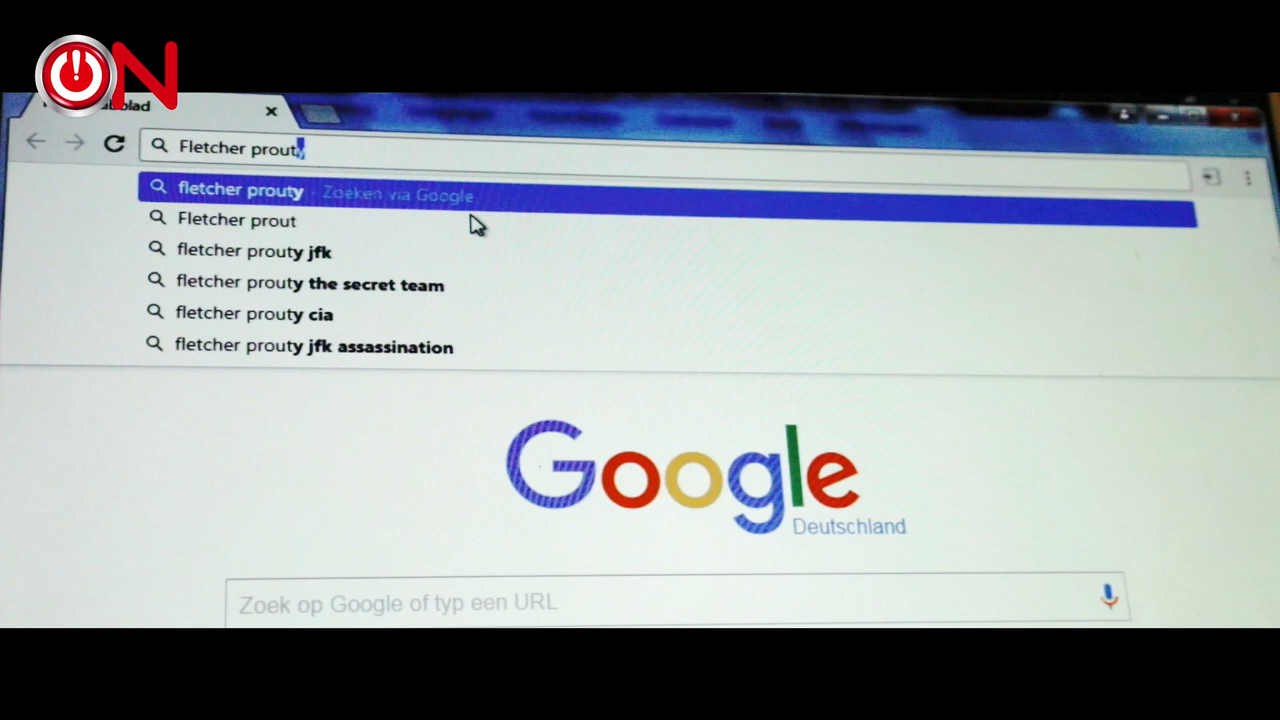 ON
Fletcher prouty
fletcher prouty - Zoeken via Google
Fletcher prout
fletcher prouty jfk
fletcher prouty the secret team
fletcher prouty cia
fletcher prouty jfk assassination
Google
Deutschland
Zoek op Google of typ een URL